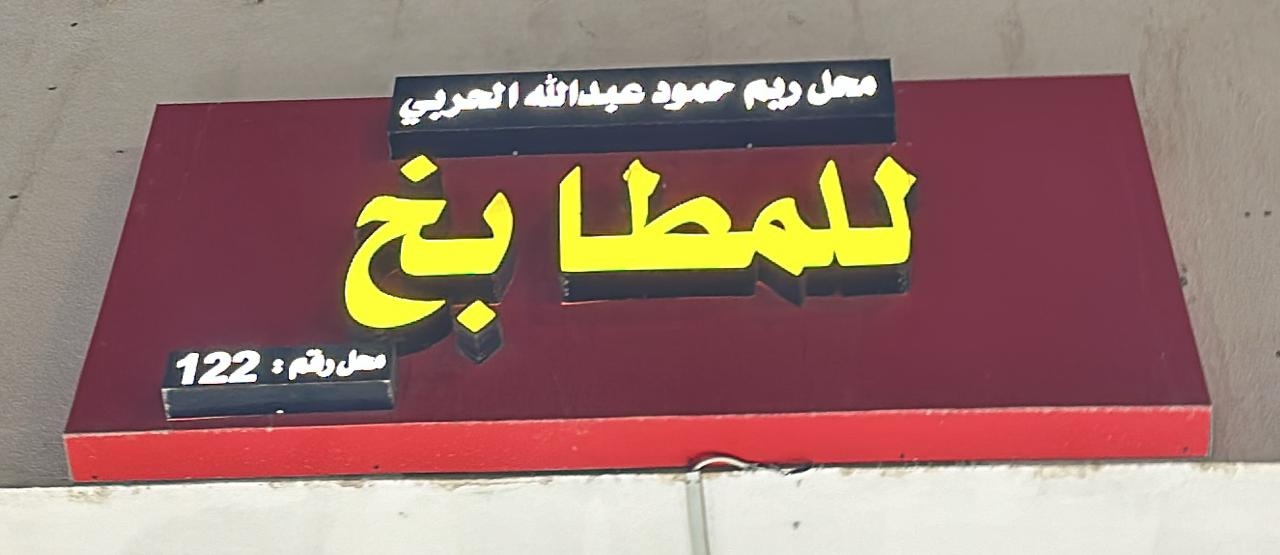 محل ريم حمود عبدالله الحربي
للمطابخ
محل رقم : 122